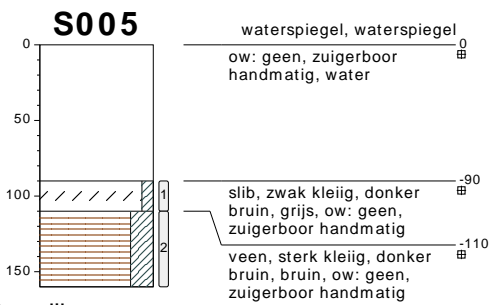 S005
waterspiegel, waterspiegel
0
0
ow: geen, zuigerboor
handmatig, water
50
-90
100
1
slib, zwak kleiig, donker
bruin, grijs, ow: geen,
zuigerboor handmatig
-110
2
veen, sterk kleiig, donker
bruin, bruin, ow: geen,
zuigerboor handmatig
150